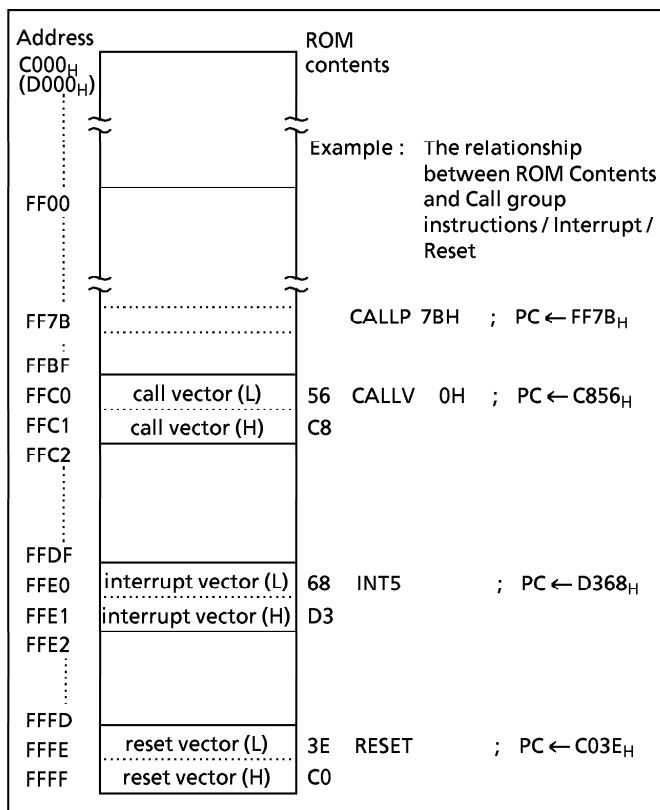 Address ROM
C000H contents
(D000H)
Example : The relationship
between ROM Contents
FF00 and Call group
instructions / Interrupt /
Reset
FF7B CALLP 7BH ; PC ← FF7BH
FFBF
FFC0 call vector (L) 56 CALLV 0H ; PC ← C856H
FFC1 call vector (H) C8
FFC2
FFDF
FFE0 interrupt vector (L) 68 INT5 ; PC ← D368H
FFE1 interrupt vector (H) D3
FFE2
FFFD
FFFE reset vector (L) 3E RESET ; PC ← C03EH
FFFF reset vector (H) C0